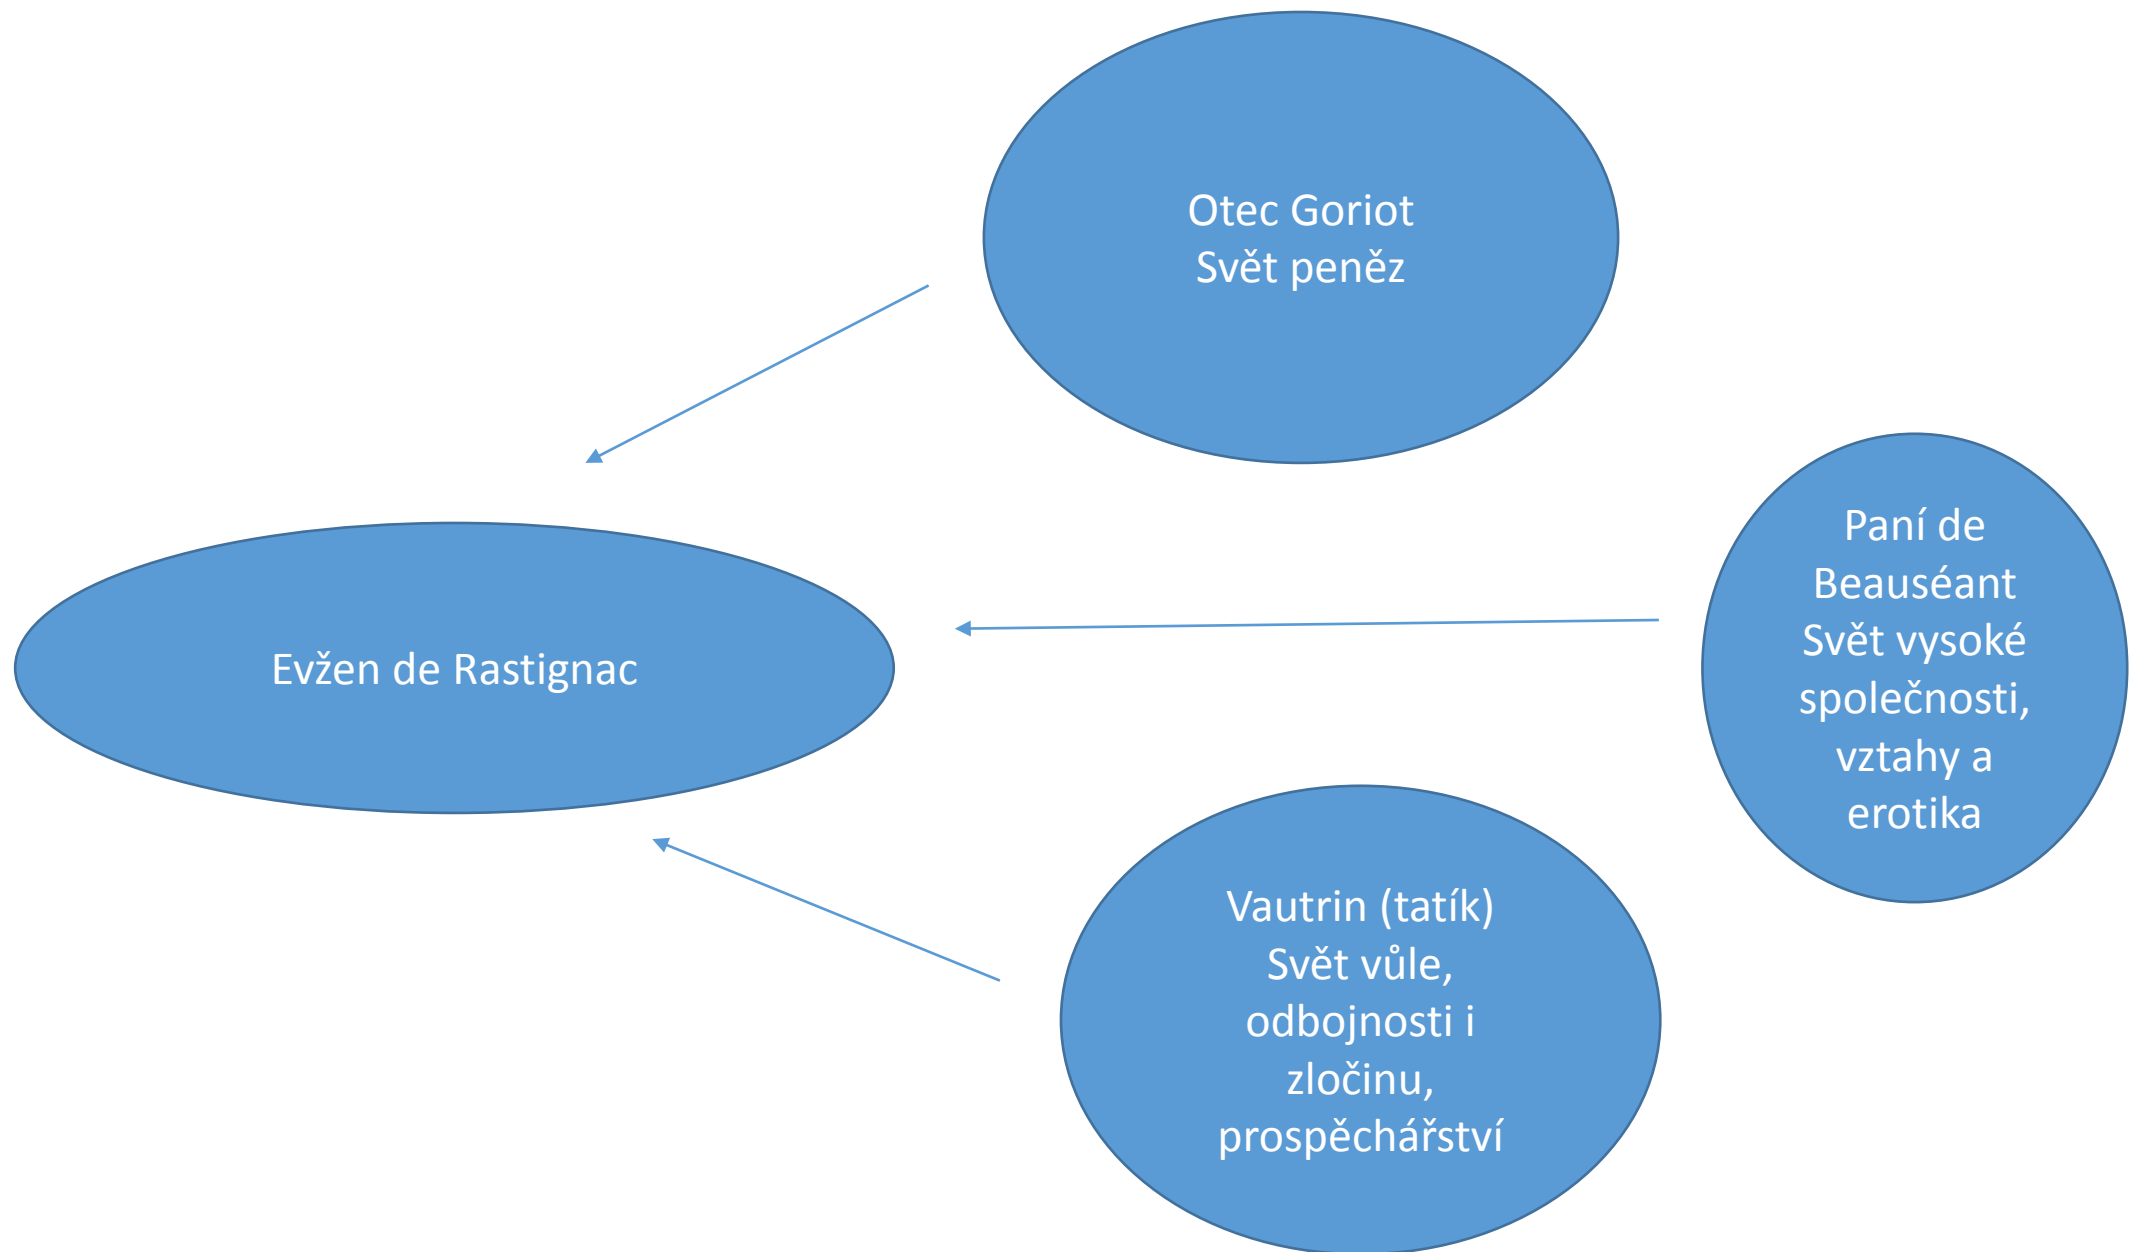 Otec Goriot
Svět peněz
Evžen de Rastignac
Paní de
Beauséant
Svět vysoké
společnosti,
vztahy a
erotika
Vautrin (tatík)
Svět vůle,
odbojnosti i
zločinu,
prospěchářství